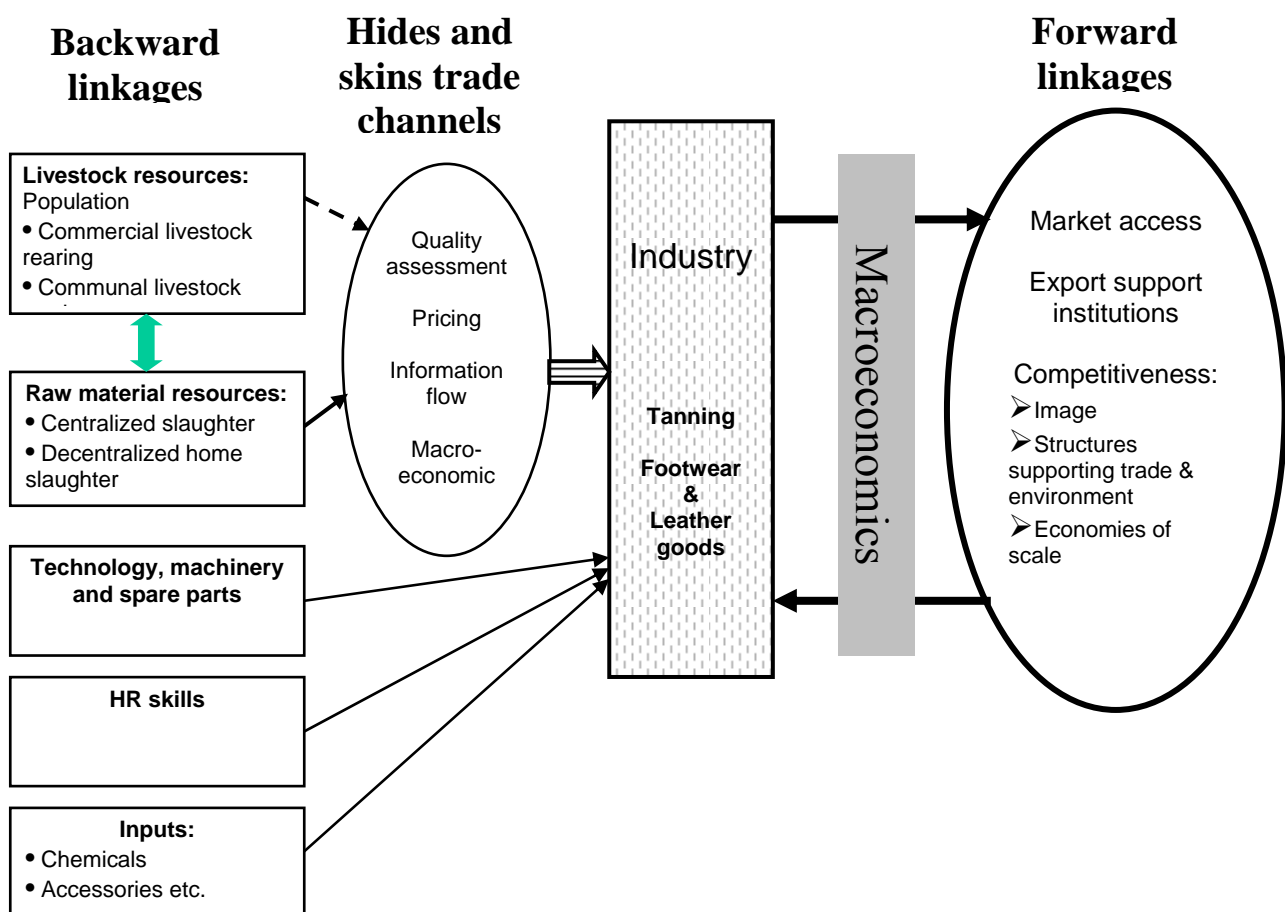 Backward
linkages
Hides and
skins trade
channels
Forward
linkages
Livestock resources:
Population
• Commercial livestock
rearing
• Communal livestock
Raw material resources:
• Centralized slaughter
• Decentralized home
slaughter
Technology, machinery
and spare parts
HR skills
Inputs:
• Chemicals
• Accessories etc.
Quality
assessment
Pricing
Information
flow
Macro-
economic
Industry
Tanning
Footwear
&
Leather
goods
Macroeconomics
Market access
Export support
institutions
Competitiveness:
➢Image
➢Structures
supporting trade &
environment
➢Economies of
scale